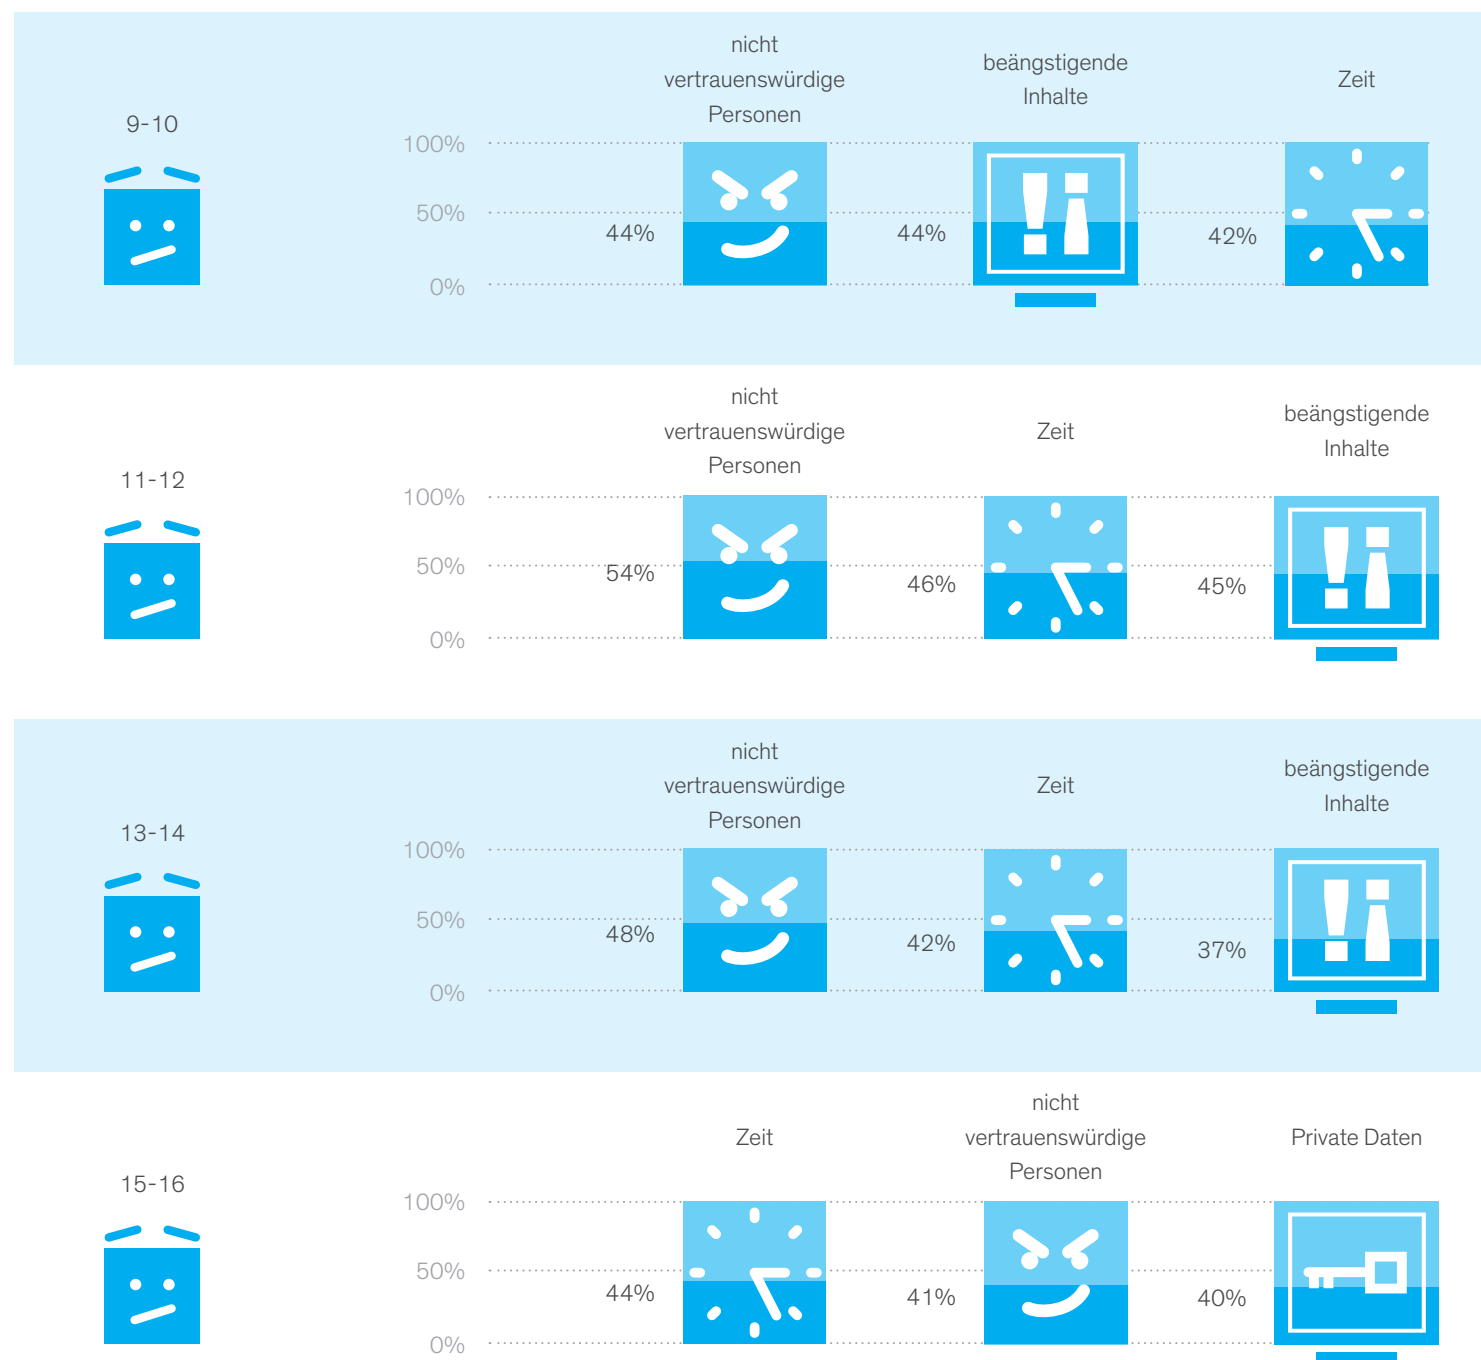 nicht
vertrauenswürdige
Personen
beängstigende
Inhalte
Zeit
9-10
100%
50%
0%
44%
44%
42%
nicht
vertrauenswürdige
Personen
Zeit
beängstigende
Inhalte
11-12
100%
50%
0%
54%
46%
45%
nicht
vertrauenswürdige
Personen
Zeit
beängstigende
Inhalte
13-14
100%
50%
0%
48%
42%
37%
Zeit
nicht
vertrauenswürdige
Personen
Private Daten
15-16
100%
50%
0%
44%
41%
40%